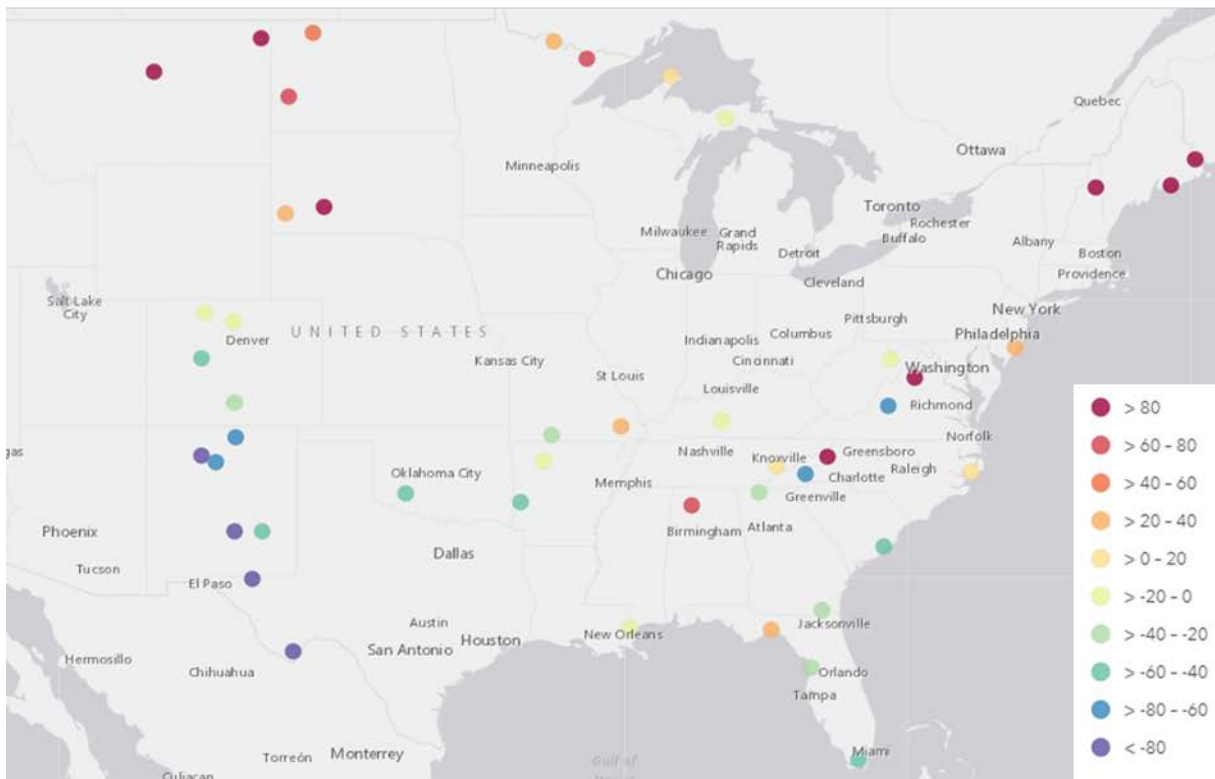 Quebec
Ottawa
Minneapolis
Toronto
Rochester
Milwaukee
Grand
Rapids
Buffalo
Albany
Detroit
Boston
Chicago
Cleveland
Providence
Salt Lake
City
New York
Pittsburgh
UNITED STATES
Denver
Columbus
Philadelphia
Indianapolis
Kansas City
Cincinnati
St Louis
Washington
Louisville
Richmond
Norfolk
gas
Nashville
Knoxville
Greensboro
Raleigh
Oklahoma City
Memphis
Charlotte
Greenville
Phoenix
Birmingham
Atlanta
Dallas
Tucson
El Paso
Austin
Jacksonville
New Orleans
Houston
San Antonio
Hermosillo
Chihuahua
Orlando
Tampa
Miami
Torreón
Monterrey
Gulf of
Culiacan
> 80
> 60 - 80
> 40 - 60
> 20 - 40
> 0 - 20
> -20 - 0
> -40 - -20
> -60 - -40
> -80 - -60
< -80